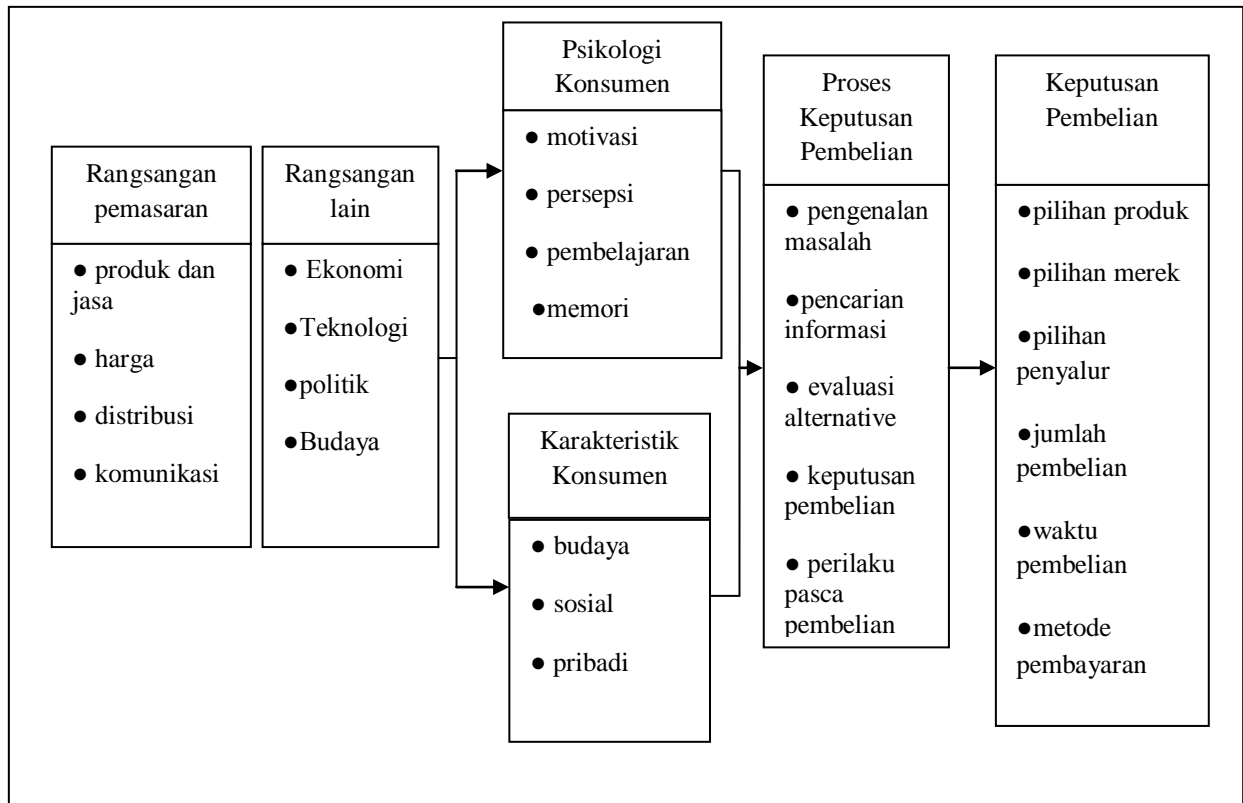 Rangsangan
pemasaran
● produk dan
jasa
● harga
● distribusi
● komunikasi
Rangsangan
lain
● Ekonomi
●Teknologi
●politik
●Budaya
Psikologi
Konsumen
● motivasi
● persepsi
● pembelajaran
●memori
Karakteristik
Konsumen
● budaya
● sosial
● pribadi
Proses
Keputusan
Pembelian
● pengenalan
masalah
●pencarian
informasi
● evaluasi
alternative
● keputusan
pembelian
● perilaku
pasca
pembelian
Keputusan
Pembelian
●pilihan produk
●pilihan merek
●pilihan
penyalur
●jumlah
pembelian
●waktu
pembelian
●metode
pembayaran